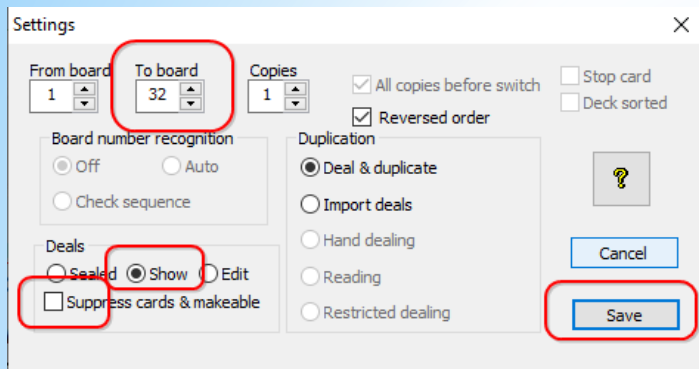 Settings
From board
To board
Copies
1
32
1
All copies before switch
Reversed order
Stop card
Deck sorted
Board number recognition
Off
Auto
Check sequence
Duplication
Deal & duplicate
Import deals
Hand dealing
Reading
Restricted dealing
?
Deals
Sealed
Show
Edit
Suppress cards & makeable
Cancel
Save